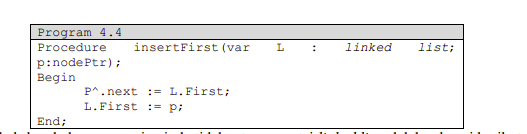 Program 4.4
Procedure insertFirst(var L : linked list;
p:nodePtr);
Begin
P^.next := L.First;
L.First := p;
End;